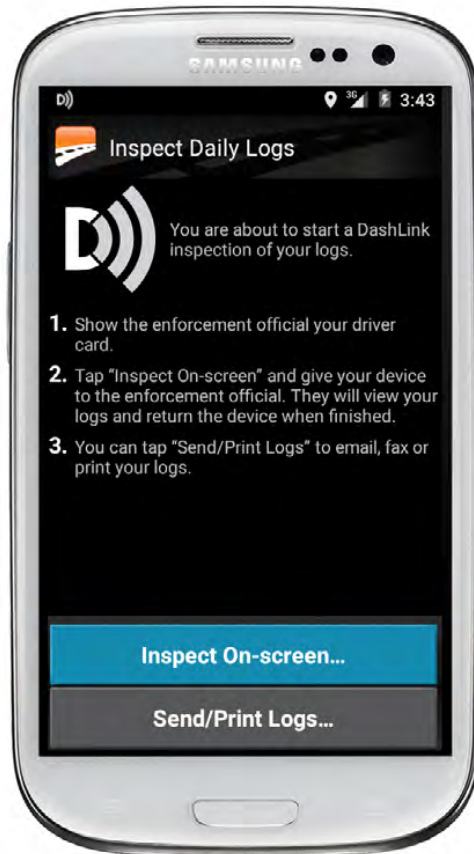 SAMSUNG
D)) 3G 3:43
Inspect Daily Logs
D))) You are about to start a DashLink
inspection of your logs.
1. Show the enforcement official your driver
card.
2. Tap “Inspect On-screen” and give your device
to the enforcement official. They will view your
logs and return the device when finished.
3. You can tap “Send/Print Logs” to email, fax or
print your logs.
Inspect On-screen…
Send/Print Logs…